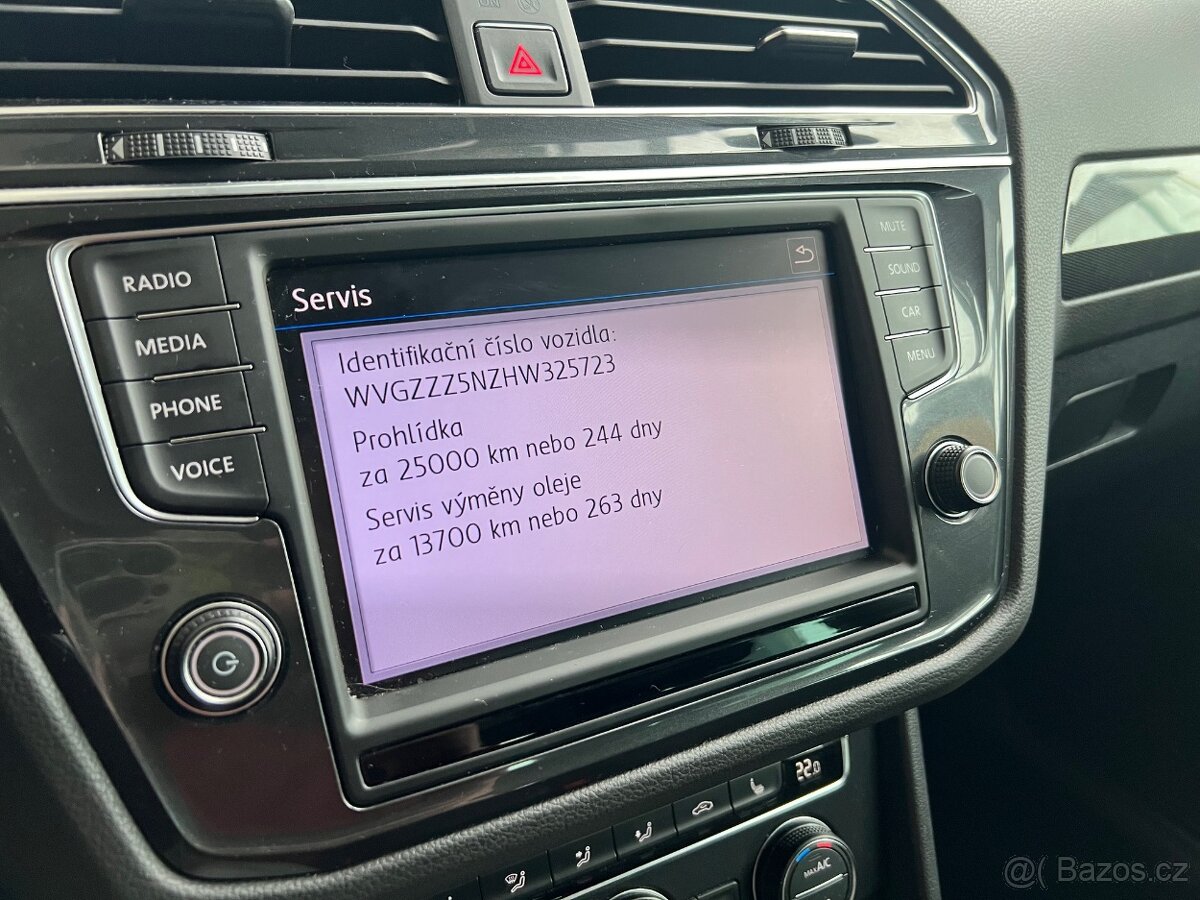 RADIO
MEDIA
PHONE
VOICE
Servis
Identifikační číslo vozidla:
WVGZZZ5NZHW325723
Prohlídka
za 25000 km nebo 244 dny
Servis výměny oleje
za 13700 km nebo 263 dny
MUTE
SOUND
CAR
MENU
22.0
MAX A/C
@( Bazos.cz